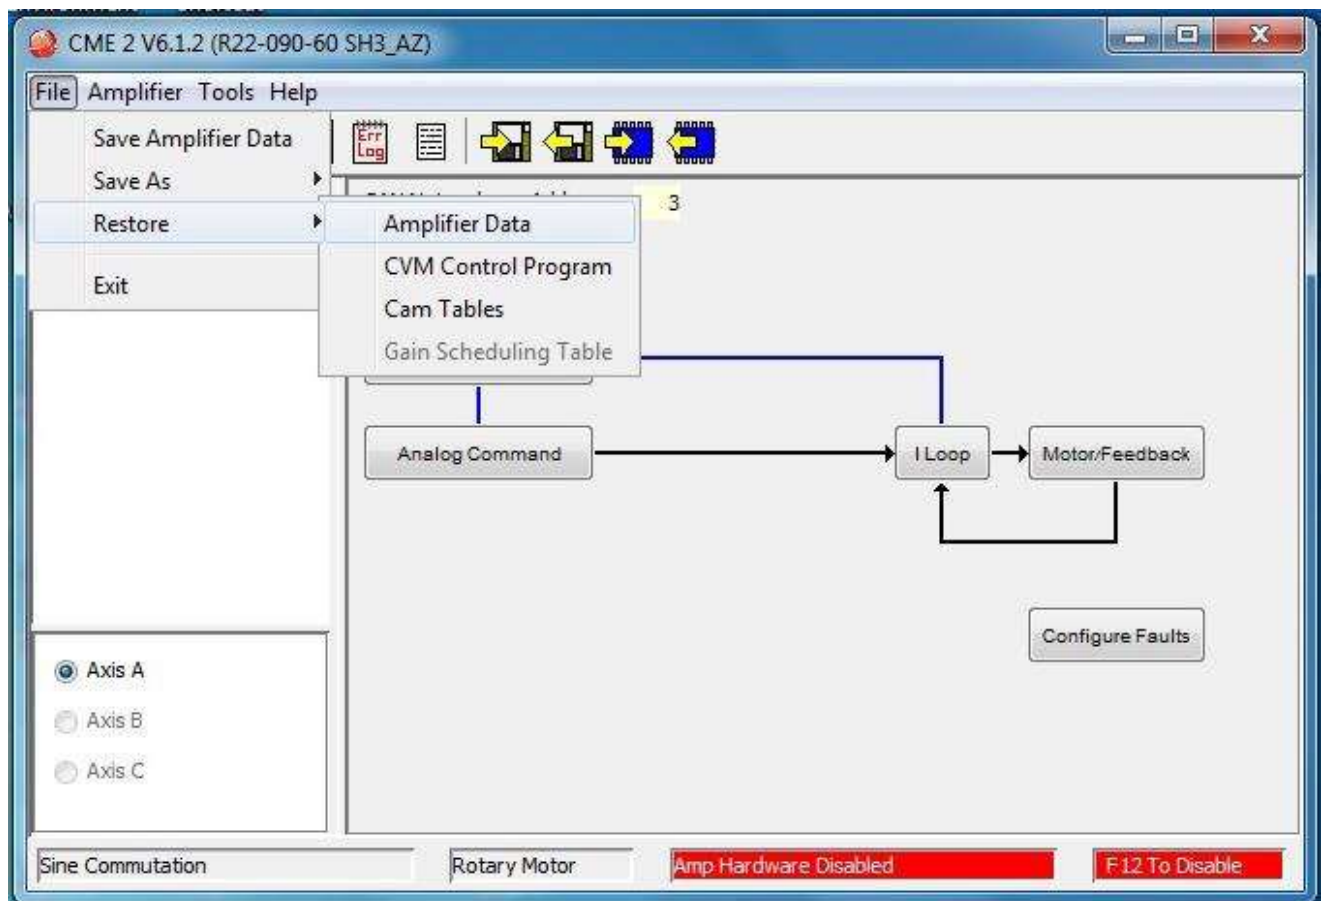 CME 2 V6.1.2 (R22-090-60 SH3_AZ)
File Amplifier Tools Help
Save Amplifier Data
Save As
Restore
Exit
Err Log
3
Amplifier Data
CVM Control Program
Cam Tables
Gain Scheduling Table
Analog Command
I Loop
Motor/Feedback
Configure Faults
Axis A
Axis B
Axis C
Sine Commutation
Rotary Motor
Amp Hardware Disabled
F12 To Disable